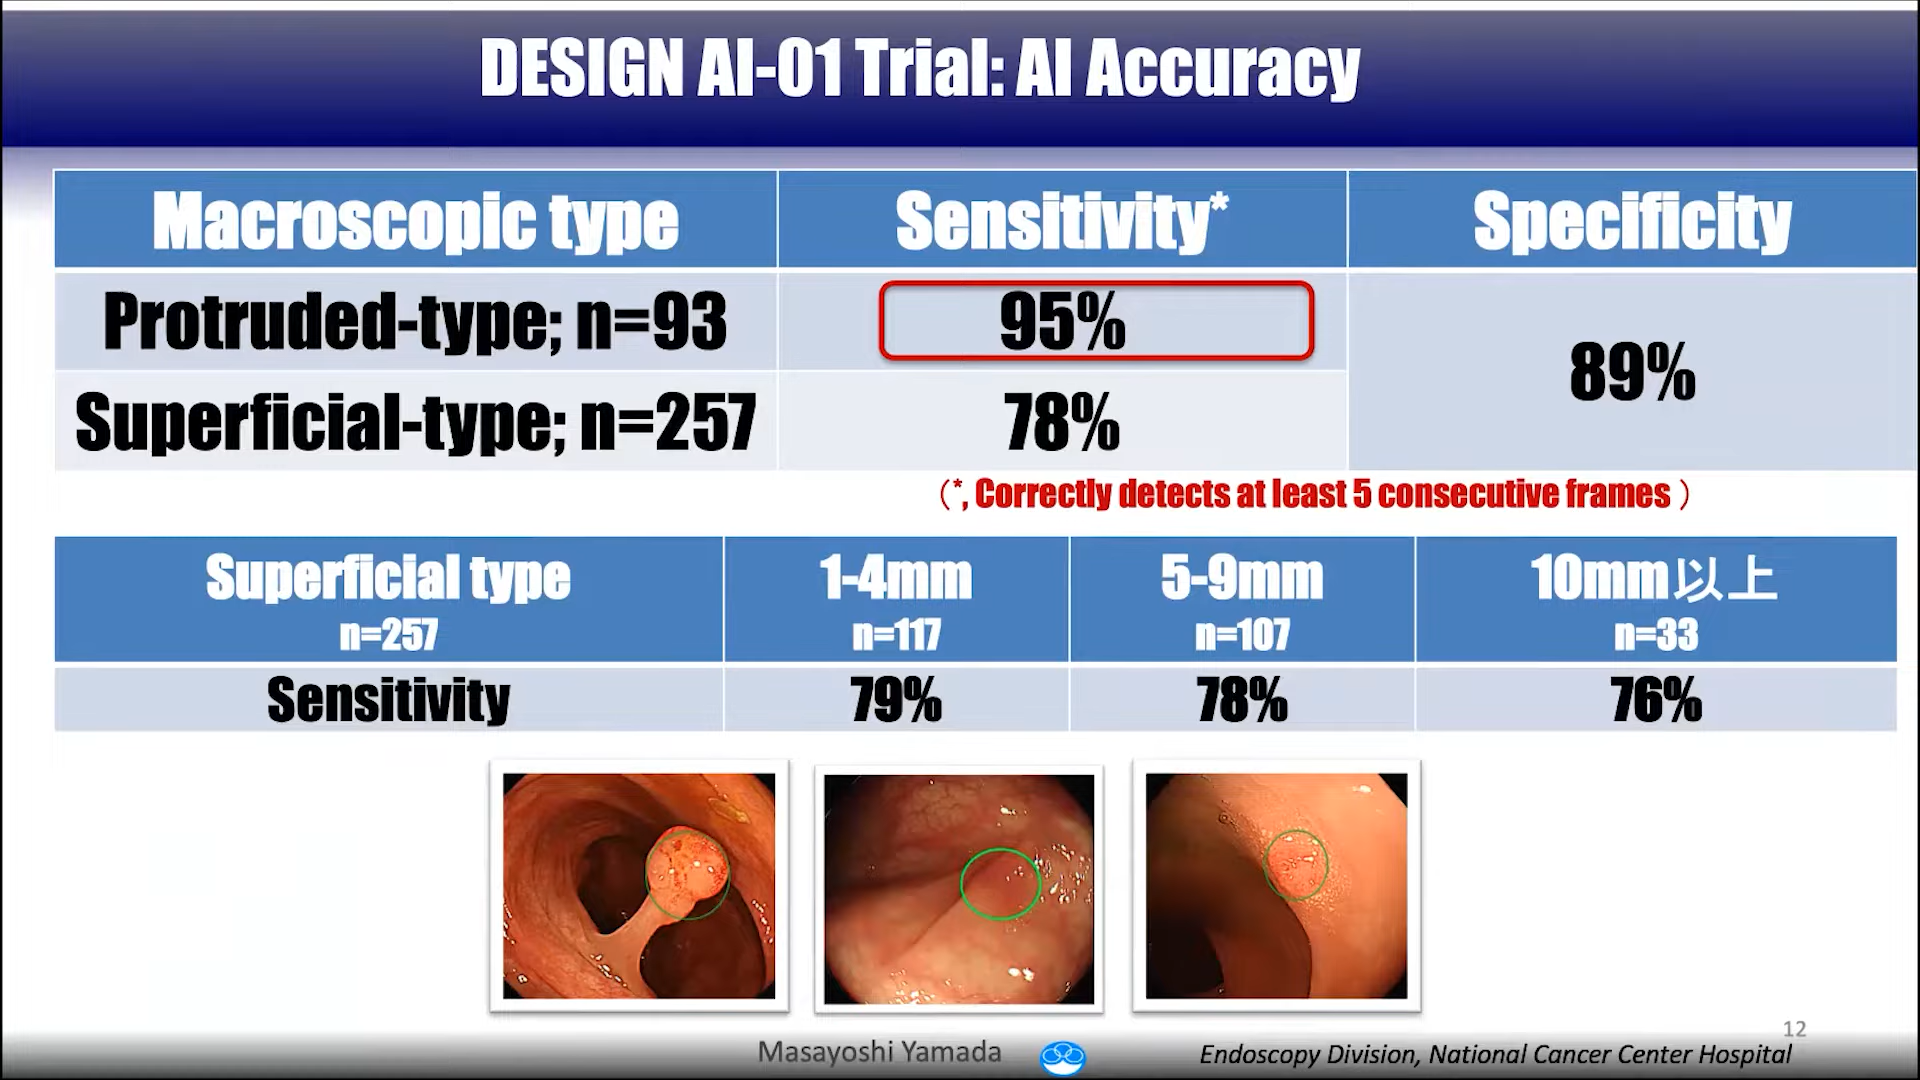 DESIGN AI-01 Trial: AI Accuracy
Macroscopic type
Sensitivity*
Specificity
Protruded-type; n=93
95%
89%
Superficial-type; n=257
78%
(*, Correctly detects at least 5 consecutive frames )
Superficial type
n=257
1-4mm
n=117
5-9mm
n=107
10mm以上
n=33
Sensitivity
79%
78%
76%
12
Masayoshi Yamada
Endoscopy Division, National Cancer Center Hospital